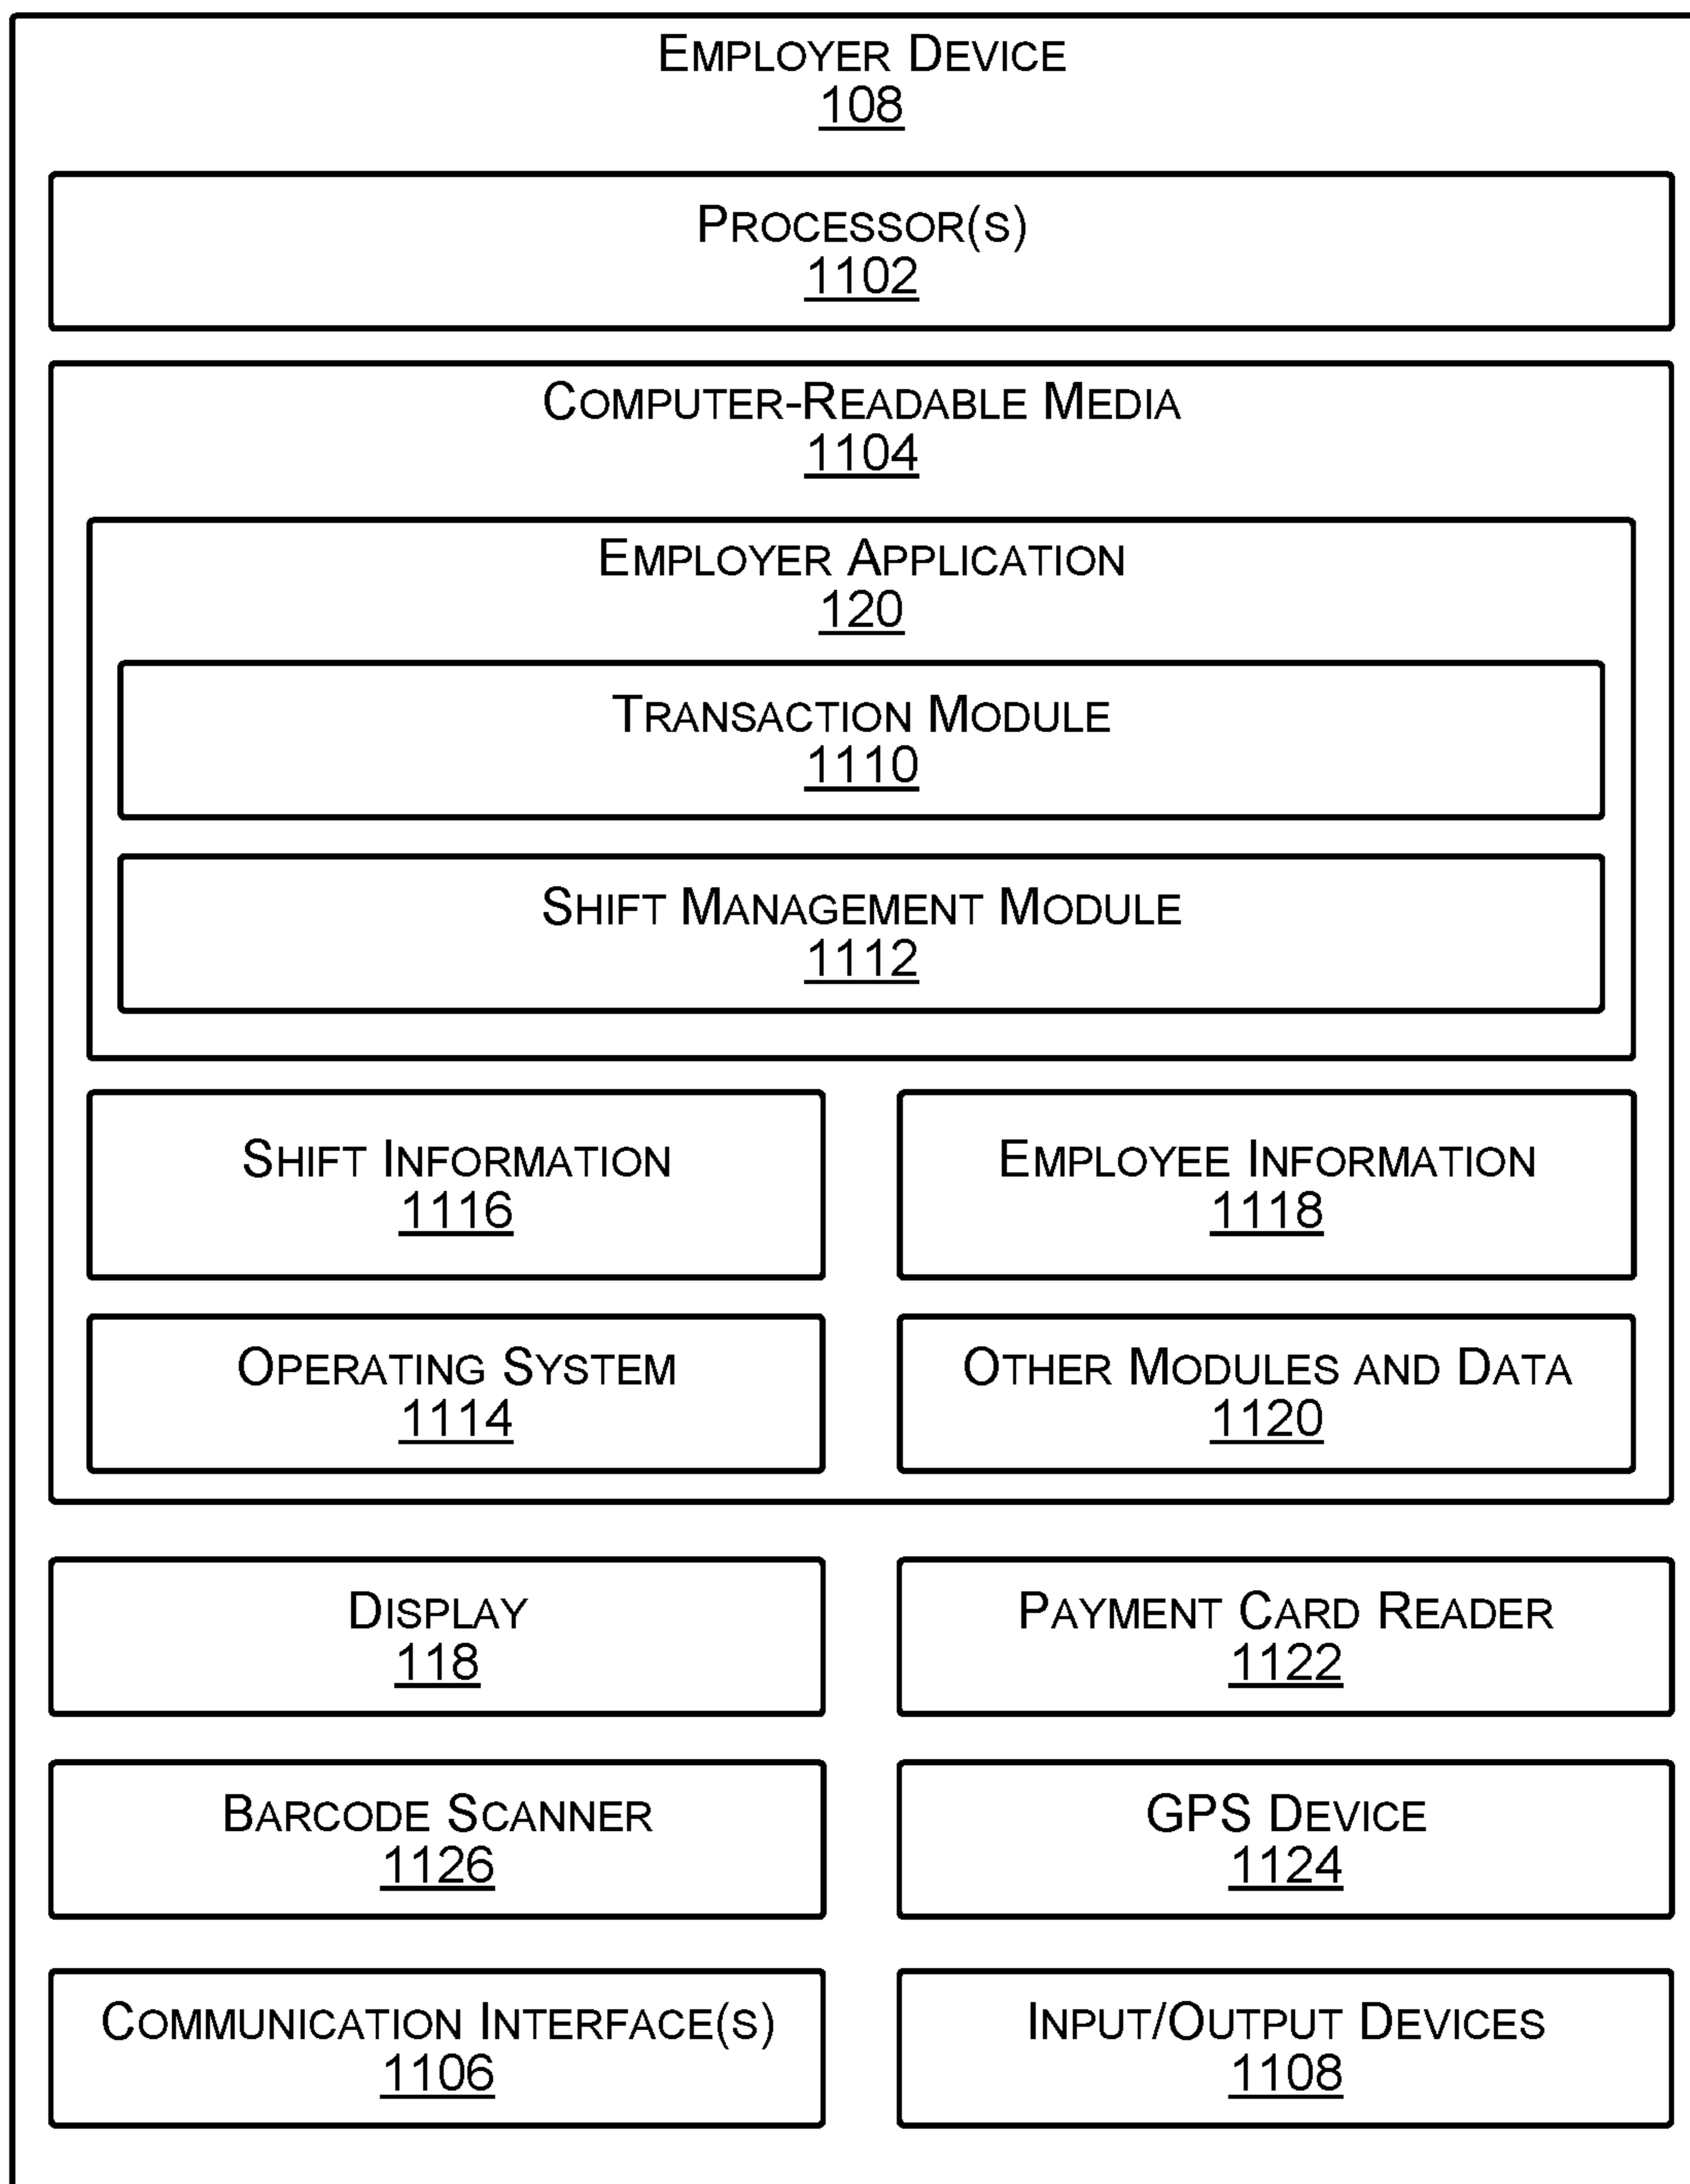 EMPLOYER DEVICE
108
PROCESSOR(S)
1102
COMPUTER-READABLE MEDIA
1104
EMPLOYER APPLICATION
120
TRANSACTION MODULE
1110
SHIFT MANAGEMENT MODULE
1112
SHIFT INFORMATION
1116
EMPLOYEE INFORMATION
1118
OPERATING SYSTEM
1114
OTHER MODULES AND DATA
1120
DISPLAY
118
PAYMENT CARD READER
1122
BARCODE SCANNER
1126
GPS DEVICE
1124
COMMUNICATION INTERFACE(S)
1106
INPUT/OUTPUT DEVICES
1108